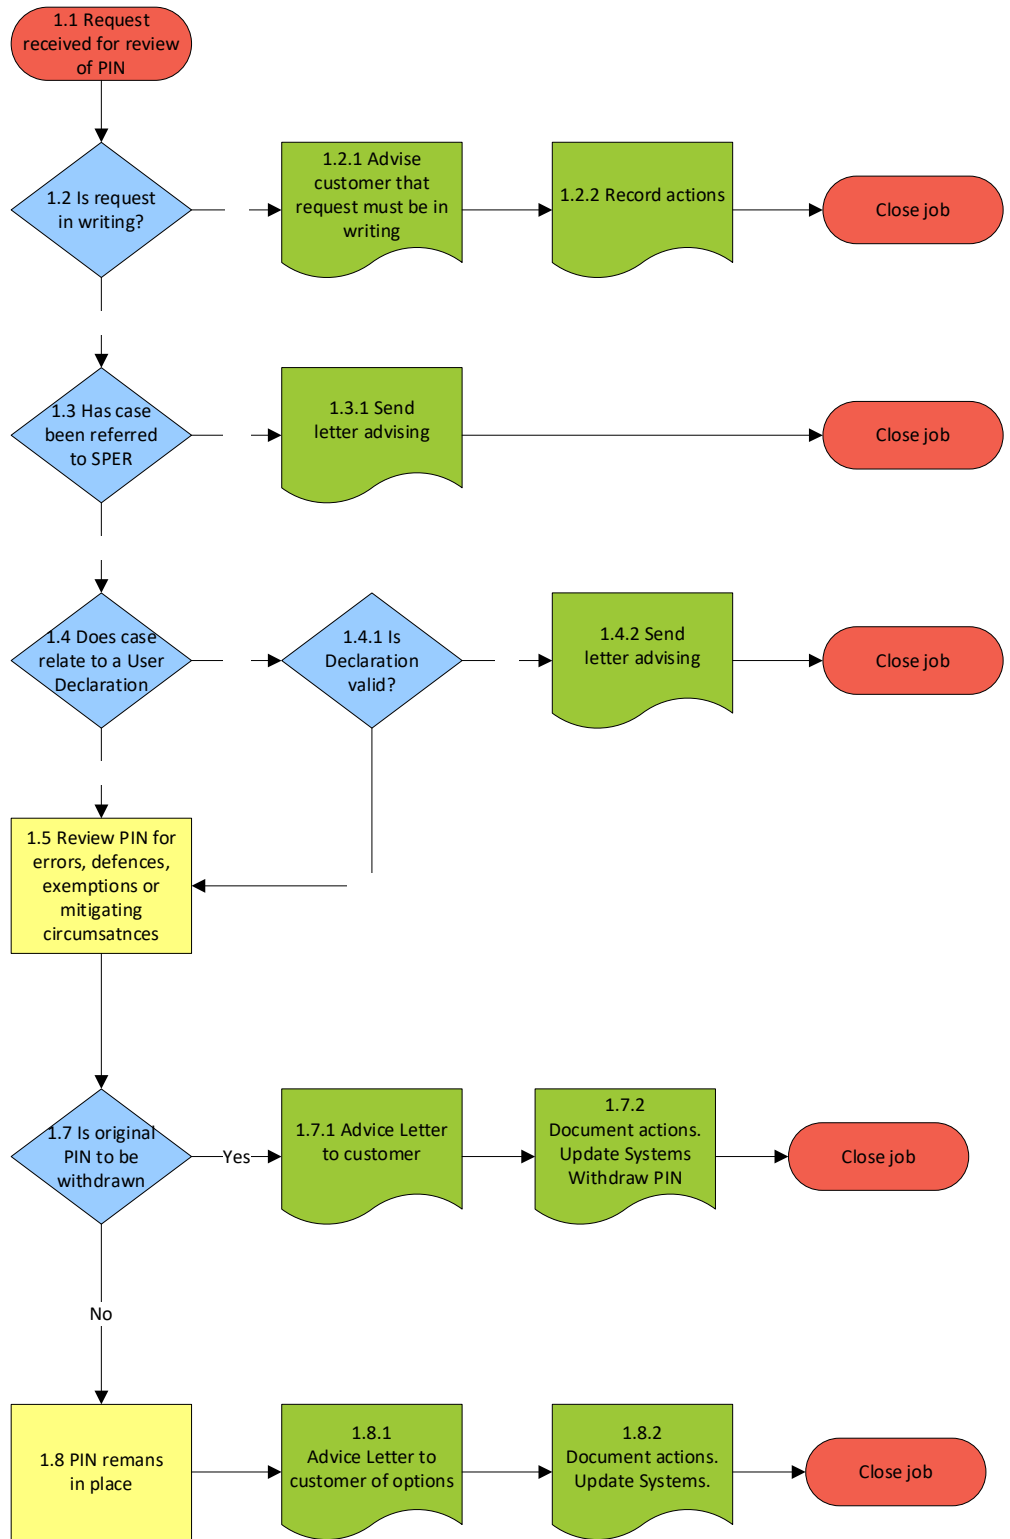 1.1 Request
received for review
of PIN
1.2 Is request
in writing?
1.2.1 Advise
customer that
request must be in
writing
1.2.2 Record actions
Close job
1.3 Has case
been referred
to SPER
1.3.1 Send
letter advising
Close job
1.4 Does case
relate to a User
Declaration
1.4.1 Is
Declaration
valid?
1.4.2 Send
letter advising
Close job
1.5 Review PIN for
errors, defences,
exemptions or
mitigating
circumsatnces
1.7 Is original
PIN to be
withdrawn
Yes
1.7.1 Advice Letter
to customer
1.7.2
Document actions.
Update Systems
Withdraw PIN
Close job
No
1.8 PIN remans
in place
1.8.1
Advice Letter to
customer of options
1.8.2
Document actions.
Update Systems.
Close job